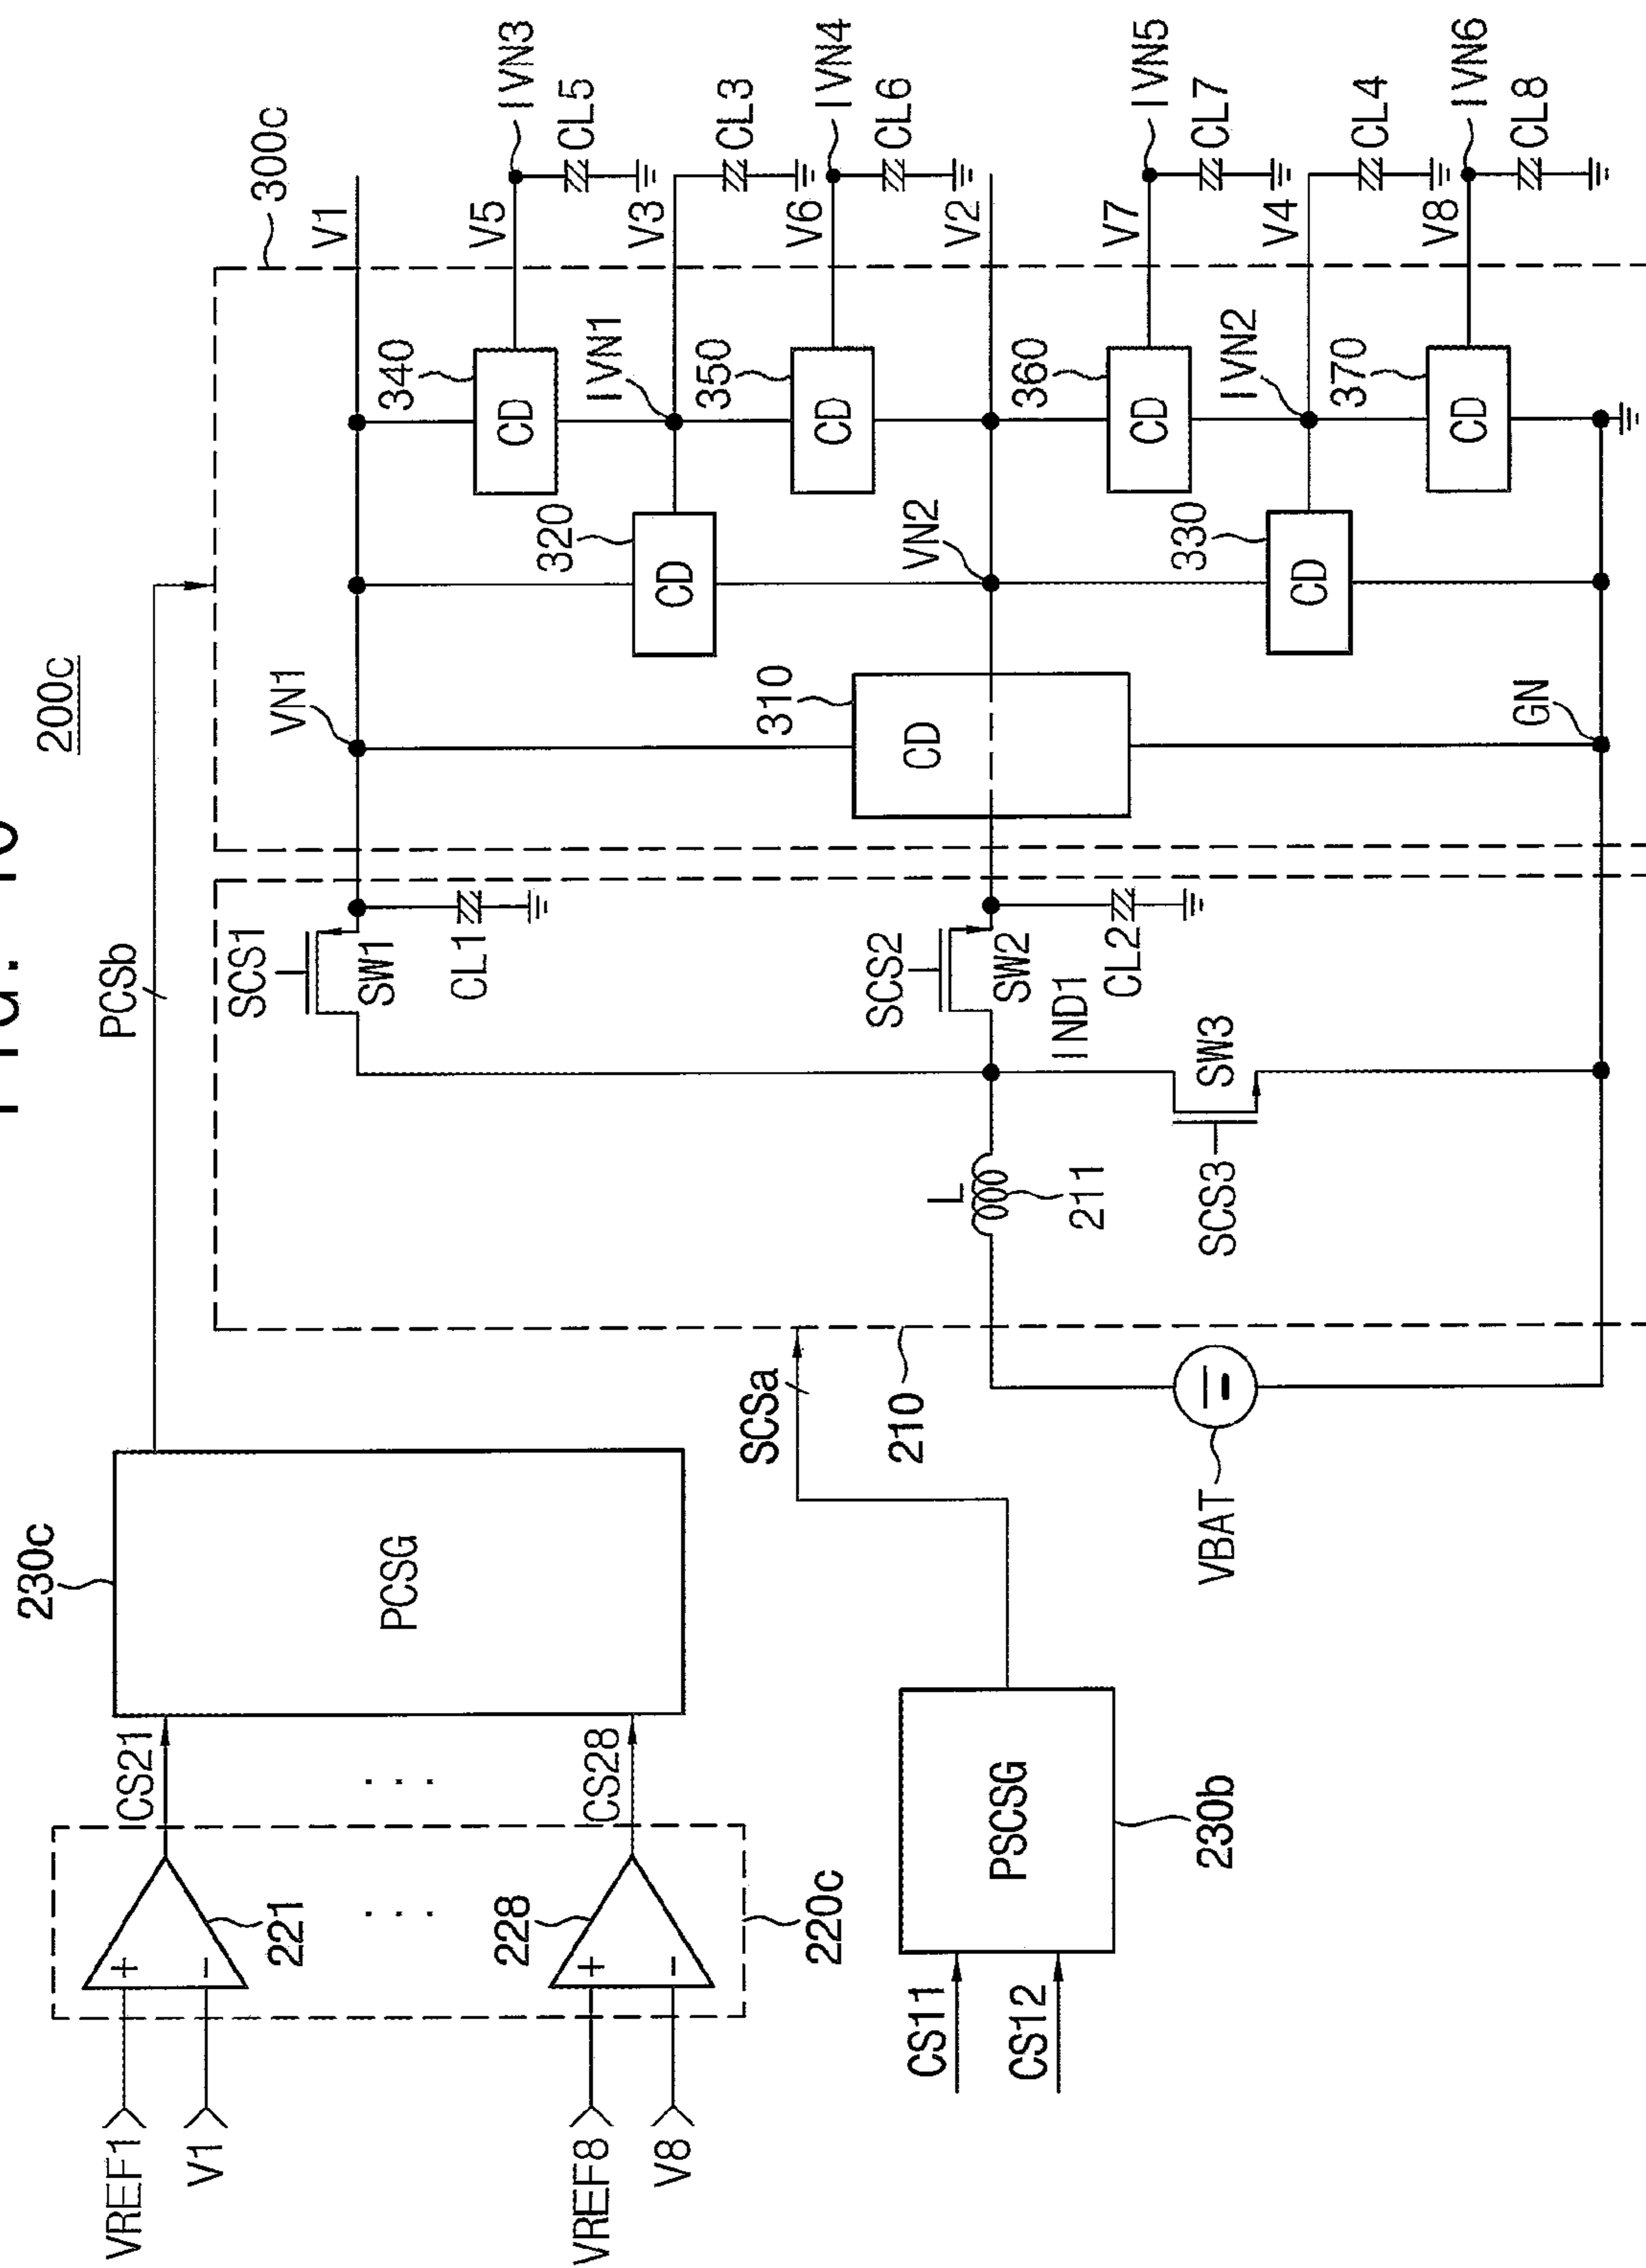 200c
230c
PCSb
300c
VREF1
V1
+
-
221
CS21
PCSG
SCS1
SW1
CL1
VN1
V1
340
CD
V5
IVN3
CL5
320
CD
IVN1
V3
CL3
VREF8
V8
+
-
228
CS28
. . .
. . .
220c
SCSa
210
310
CD
350
CD
V6
IVN4
CL6
SCS2
SW2
CL2
IND1
L
211
VN2
V2
CS11
CS12
PSCSG
230b
360
CD
V7
IVN5
CL7
VBAT
SCS3
SW3
330
CD
IVN2
V4
CL4
370
CD
V8
IVN6
CL8
GN